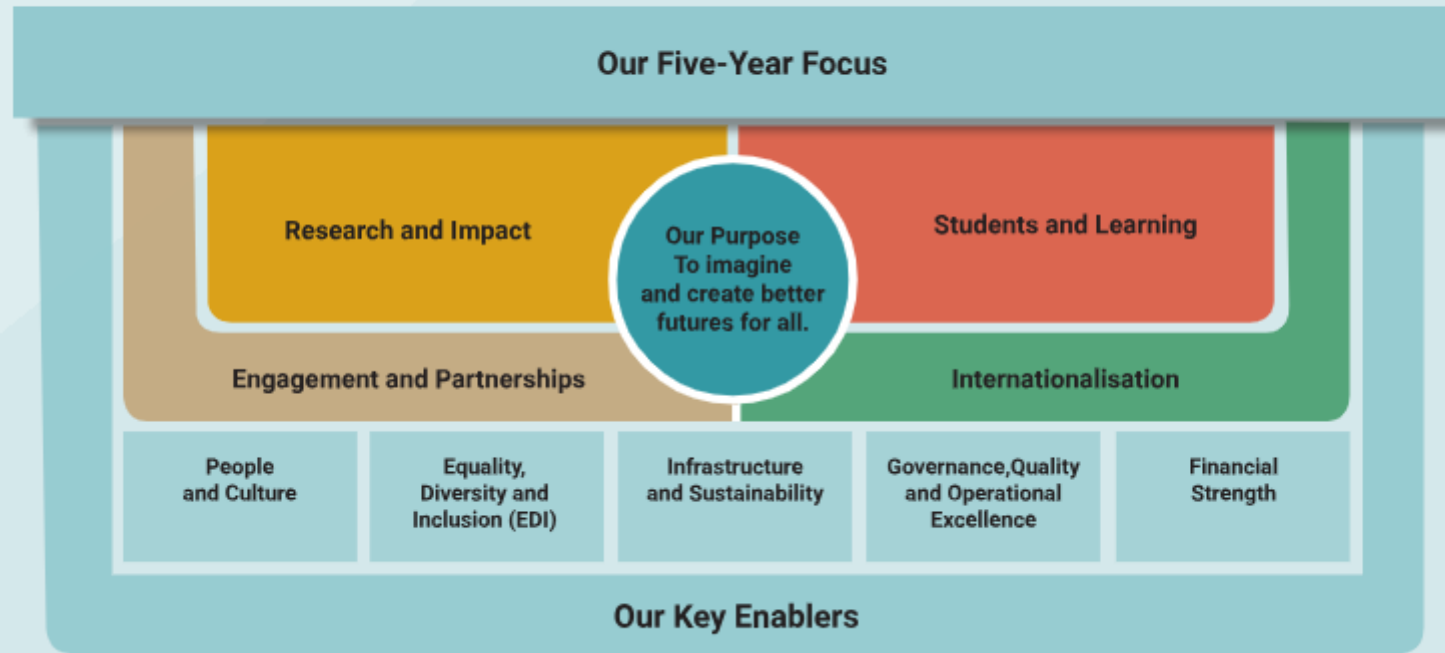 Our Five-Year Focus
Research and Impact
Students and Learning
Our Purpose
To imagine
and create better
futures for all.
Engagement and Partnerships
Internationalisation
People
and Culture
Equality,
Diversity and
Inclusion (EDI)
Infrastructure
and Sustainability
Governance,Quality
and Operational
Excellence
Financial
Strength
Our Key Enablers